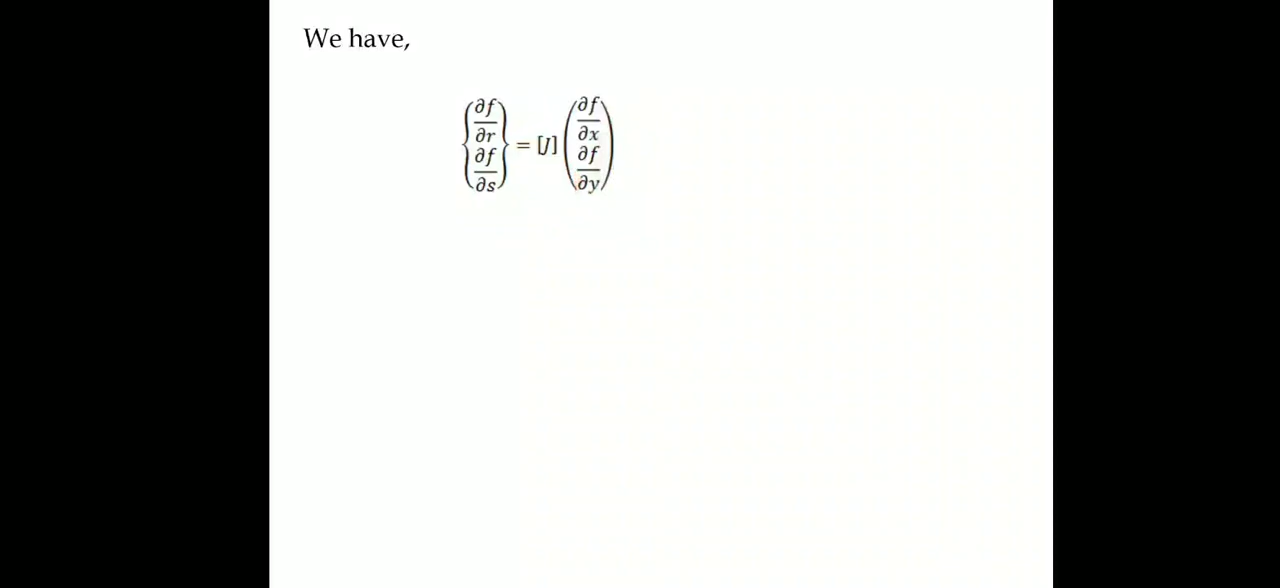 We have,
{∂f/∂r ∂f/∂s} = [J] (∂f/∂x ∂f/∂y)